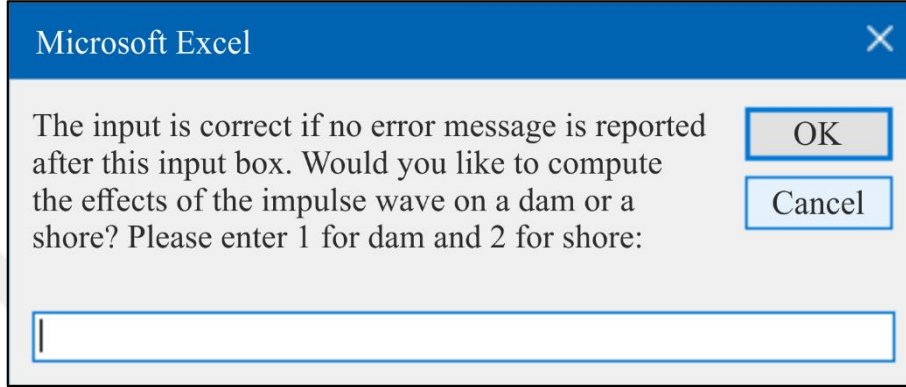 Microsoft Excel
The input is correct if no error message is reported
after this input box. Would you like to compute
the effects of the impulse wave on a dam or a
shore? Please enter 1 for dam and 2 for shore:
OK
Cancel